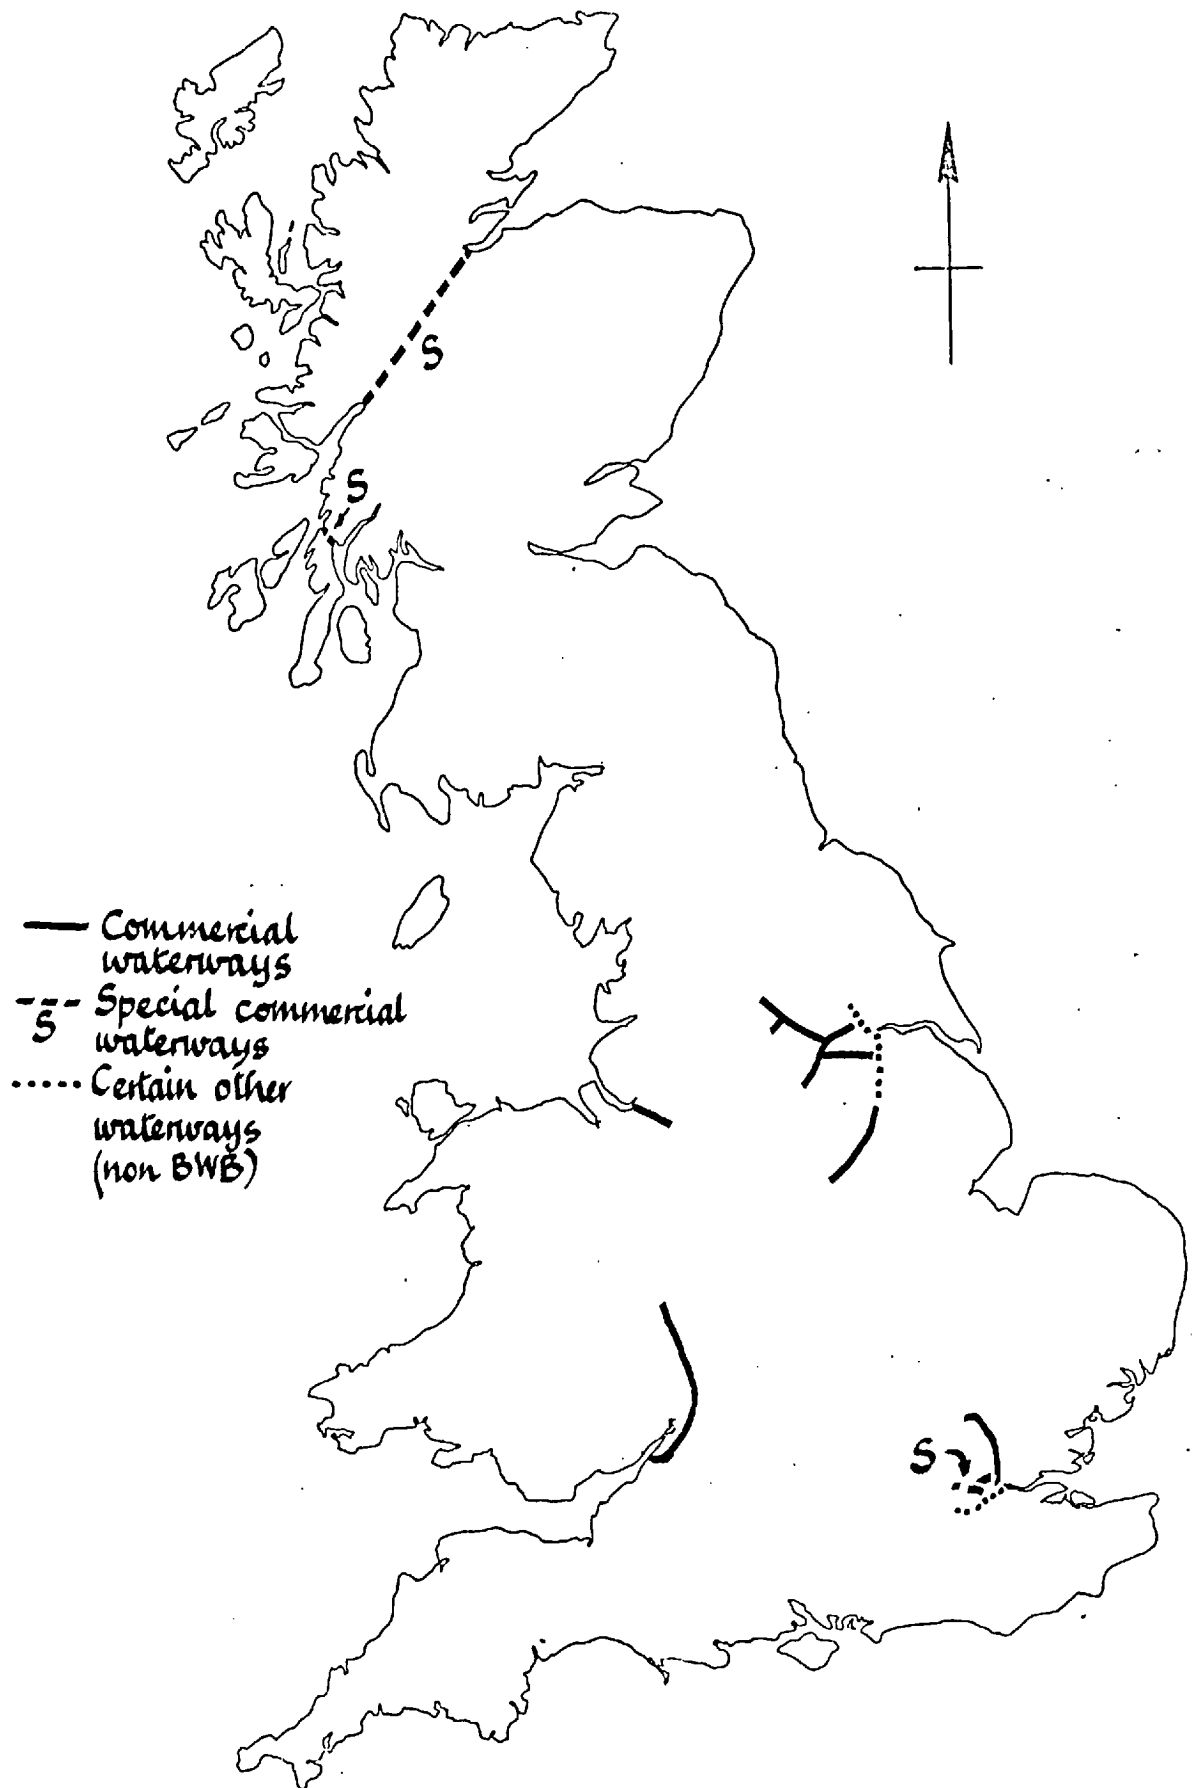 S
S
Commercial
waterways
S Special commercial
waterways
Certain other
waterways
(non BWB)
S